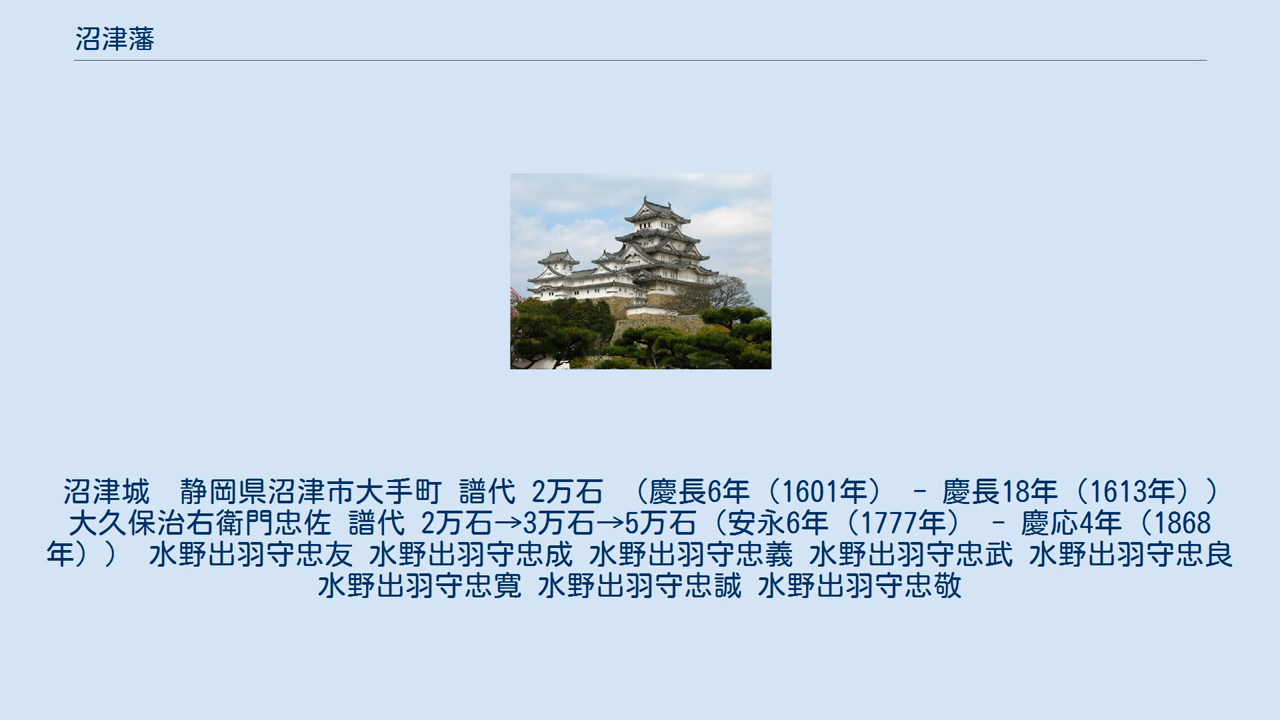 沼津藩
沼津城　静岡県沼津市大手町 譜代 2万石 （慶長6年（1601年） - 慶長18年（1613年））
大久保治右衛門忠佐 譜代 2万石→3万石→5万石（安永6年（1777年） - 慶応4年（1868
年）） 水野出羽守忠友 水野出羽守忠成 水野出羽守忠義 水野出羽守忠武 水野出羽守忠良
水野出羽守忠寛 水野出羽守忠誠 水野出羽守忠敬